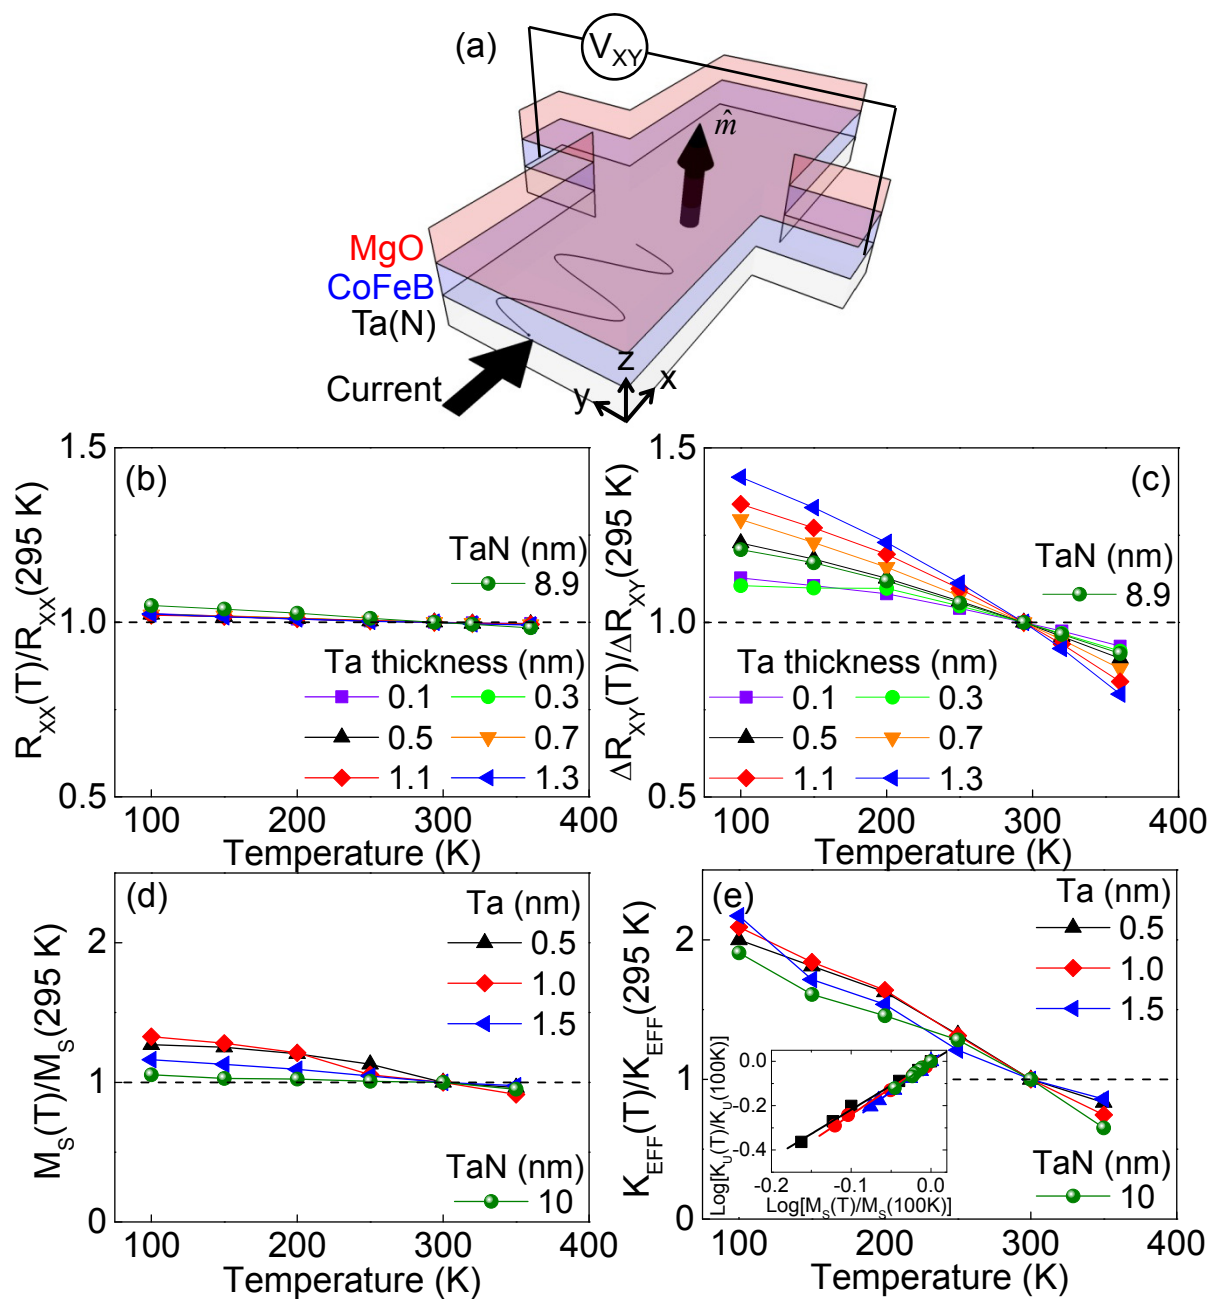 (a)
V_XY
m̂
MgO
CoFeB
Ta(N)
Current
z
x
y
(b)
R_XX(T)/R_XX(295 K)
1.5
1.0
0.5
TaN (nm)
8.9
Ta thickness (nm)
0.1 0.3
0.5 0.7
1.1 1.3
100 200 300 400
Temperature (K)
(c)
ΔR_XY(T)/ΔR_XY(295 K)
1.5
1.0
0.5
TaN (nm)
8.9
Ta thickness (nm)
0.1 0.3
0.5 0.7
1.1 1.3
100 200 300 400
Temperature (K)
(d)
M_S(T)/M_S(295 K)
2
1
0
Ta (nm)
0.5
1.0
1.5
TaN (nm)
10
100 200 300 400
Temperature (K)
(e)
K_EFF(T)/K_EFF(295 K)
2
1
0
Ta (nm)
0.5
1.0
1.5
TaN (nm)
10
Log[K_U(T)/K_U(100K)]
0.0
-0.2
-0.4
-0.2 -0.1 0.0
Log[M_S(T)/M_S(100K)]
100 200 300 400
Temperature (K)